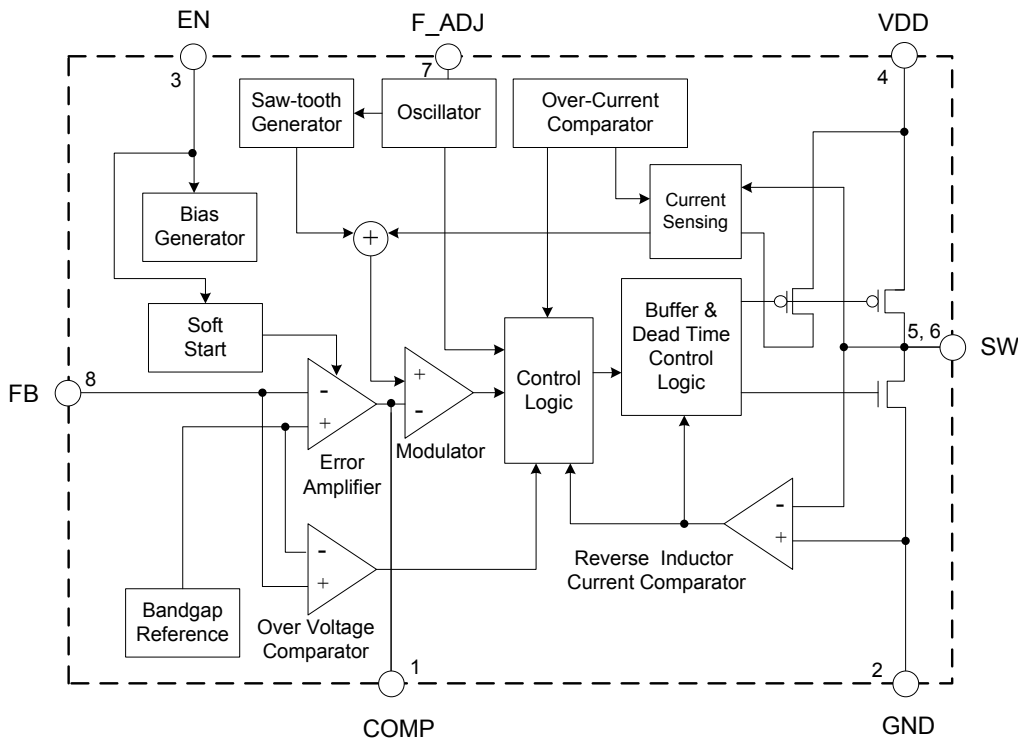 EN
F_ADJ
VDD
3
7
4
Saw-tooth
Generator
Oscillator
Over-Current
Comparator
Bias
Generator
Current
Sensing
+
Soft
Start
Buffer &
Dead Time
Control
Logic
5, 6
SW
FB
8
-
+
Error
Amplifier
+
-
Modulator
Control
Logic
-
+
Reverse Inductor
Current Comparator
-
+
Over Voltage
Comparator
Bandgap
Reference
1
COMP
2
GND